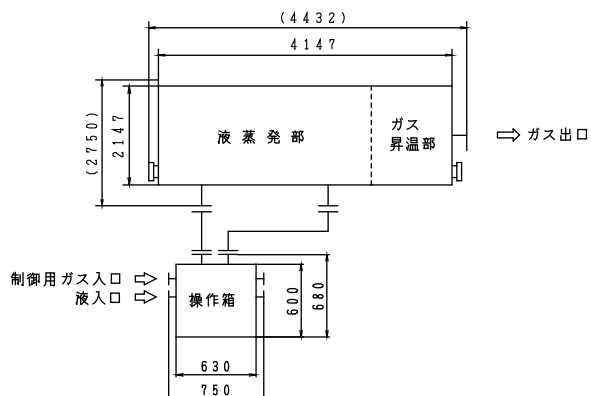 (4432)
4147
(2750)
2147
液蒸発部
ガス
昇温部
ガス出口
制御用ガス入口
液入口
操作箱
600
680
630
750